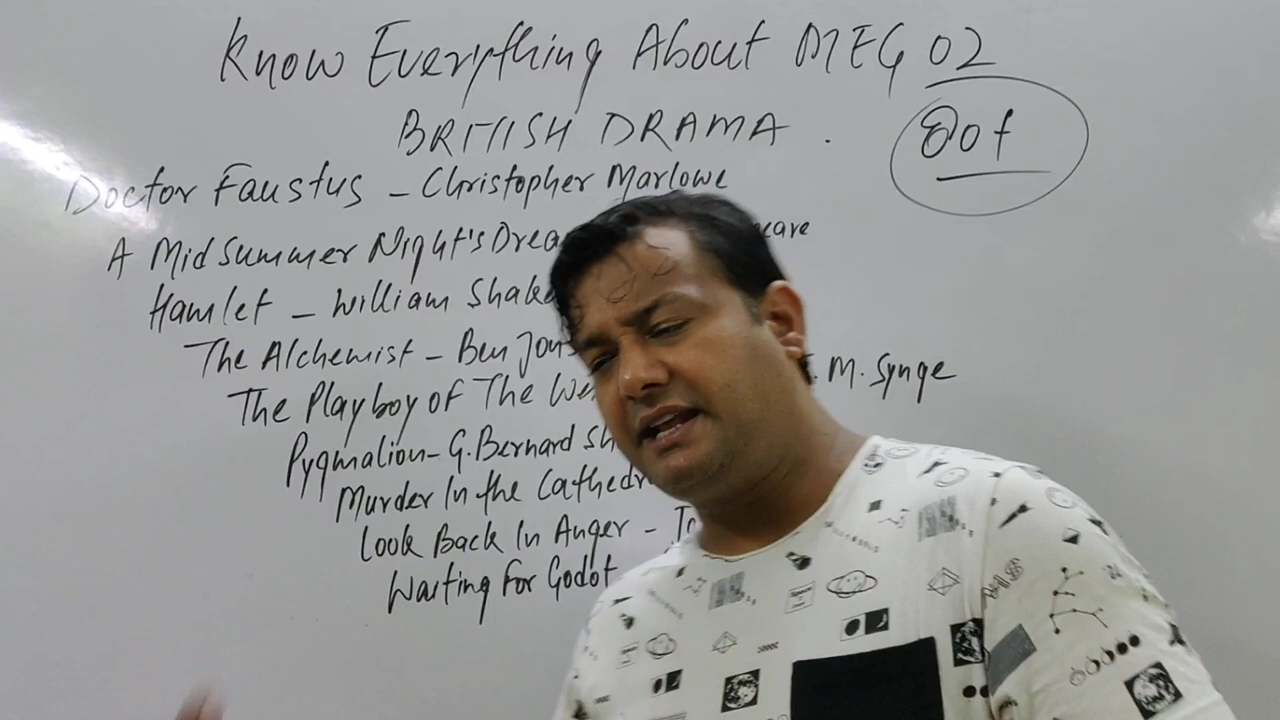 Know Everything About MEG 02
BRITISH DRAMA .
Doctor Faustus - Christopher Marlowe
A Midsummer Night's Drea eare
Hamlet - William Shake
The Alchemist - Ben Jons
The Playboy of The We J. M. Synge
Pygmalion - G. Bernard Sh
Murder In the Cathedr
Look Back In Anger - Jo
Waiting For Godot